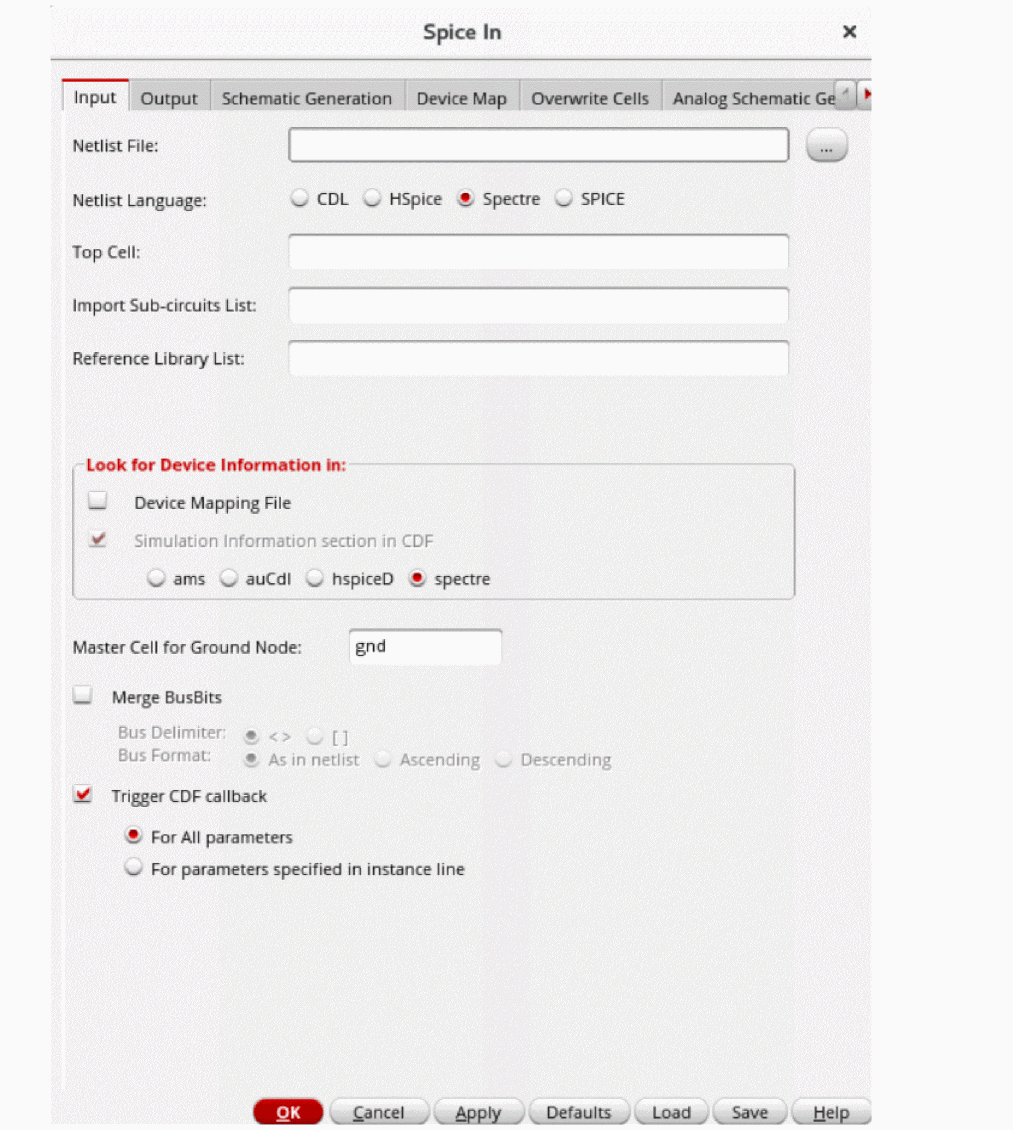 Spice In
Input Output Schematic Generation Device Map Overwrite Cells Analog Schematic Ge
Netlist File: ...
Netlist Language: CDL HSpice Spectre SPICE
Top Cell:
Import Sub-circuits List:
Reference Library List:
Look for Device Information in:
Device Mapping File
Simulation Information section in CDF
ams auCdl hspiceD spectre
Master Cell for Ground Node: gnd
Merge BusBits
Bus Delimiter: <> []
Bus Format: As in netlist Ascending Descending
Trigger CDF callback
For All parameters
For parameters specified in instance line
OK Cancel Apply Defaults Load Save Help